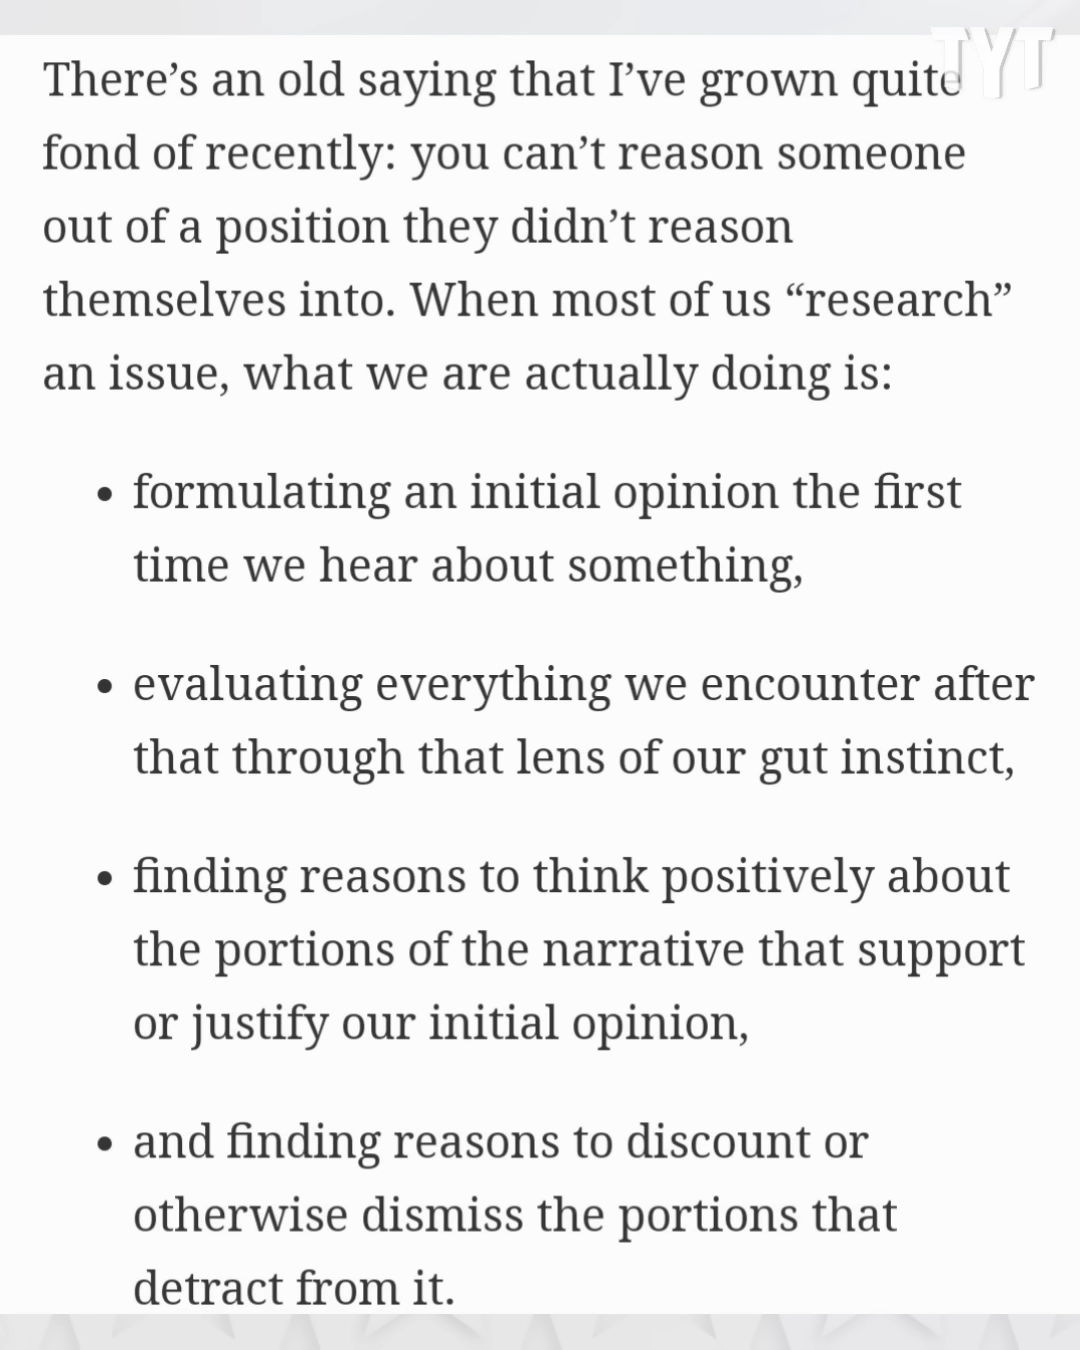 TYT
There’s an old saying that I’ve grown quite
fond of recently: you can’t reason someone
out of a position they didn’t reason
themselves into. When most of us “research”
an issue, what we are actually doing is:
• formulating an initial opinion the first
time we hear about something,
• evaluating everything we encounter after
that through that lens of our gut instinct,
• finding reasons to think positively about
the portions of the narrative that support
or justify our initial opinion,
• and finding reasons to discount or
otherwise dismiss the portions that
detract from it.